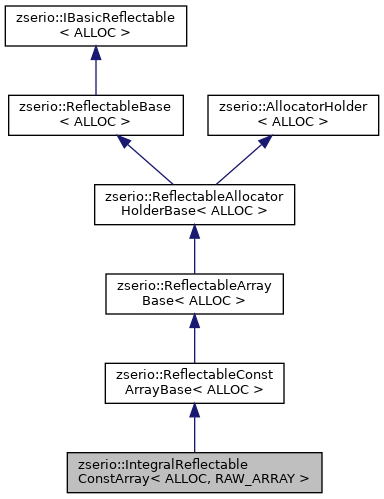 zserio::IBasicReflectable
< ALLOC >
zserio::ReflectableBase
< ALLOC >
zserio::AllocatorHolder
< ALLOC >
zserio::ReflectableAllocator
HolderBase< ALLOC >
zserio::ReflectableArray
Base< ALLOC >
zserio::ReflectableConst
ArrayBase< ALLOC >
zserio::IntegralReflectable
ConstArray< ALLOC, RAW_ARRAY >